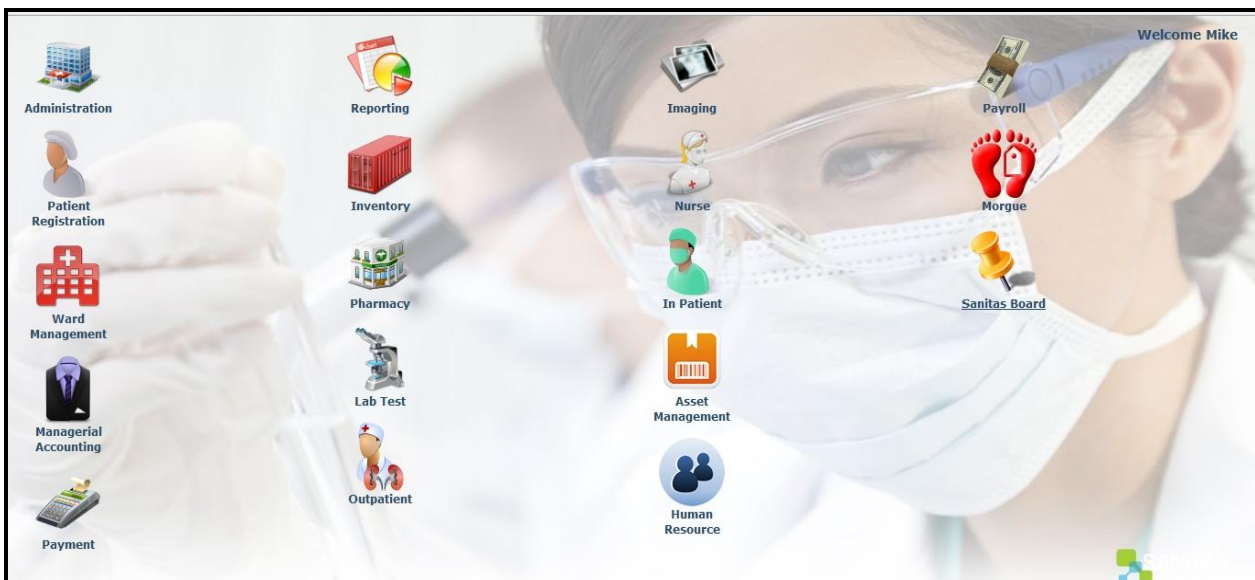 Welcome Mike
Administration
Reporting
Imaging
Payroll
Patient
Registration
Inventory
Nurse
Morgue
Ward
Management
Pharmacy
In Patient
Sanitas Board
Managerial
Accounting
Lab Test
Asset
Management
Payment
Outpatient
Human
Resource
SANITAS